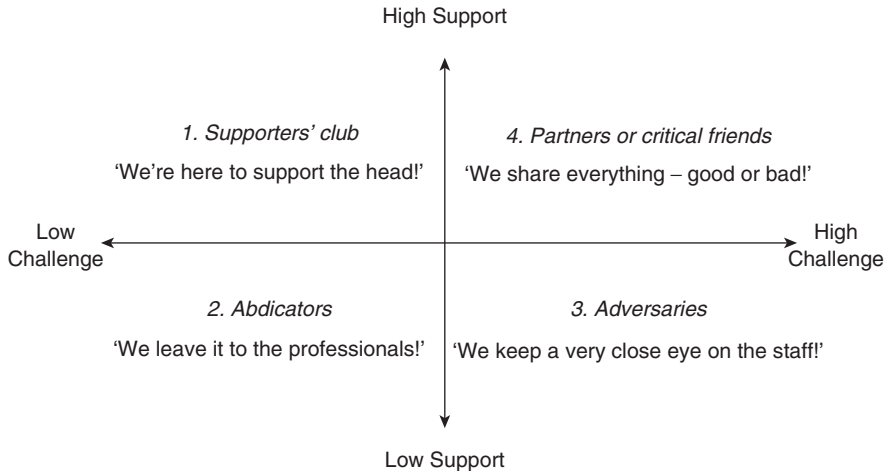 High Support
1. Supporters’ club
‘We’re here to support the head!’
4. Partners or critical friends
‘We share everything – good or bad!’
Low
Challenge
High
Challenge
2. Abdicators
‘We leave it to the professionals!’
3. Adversaries
‘We keep a very close eye on the staff!’
Low Support